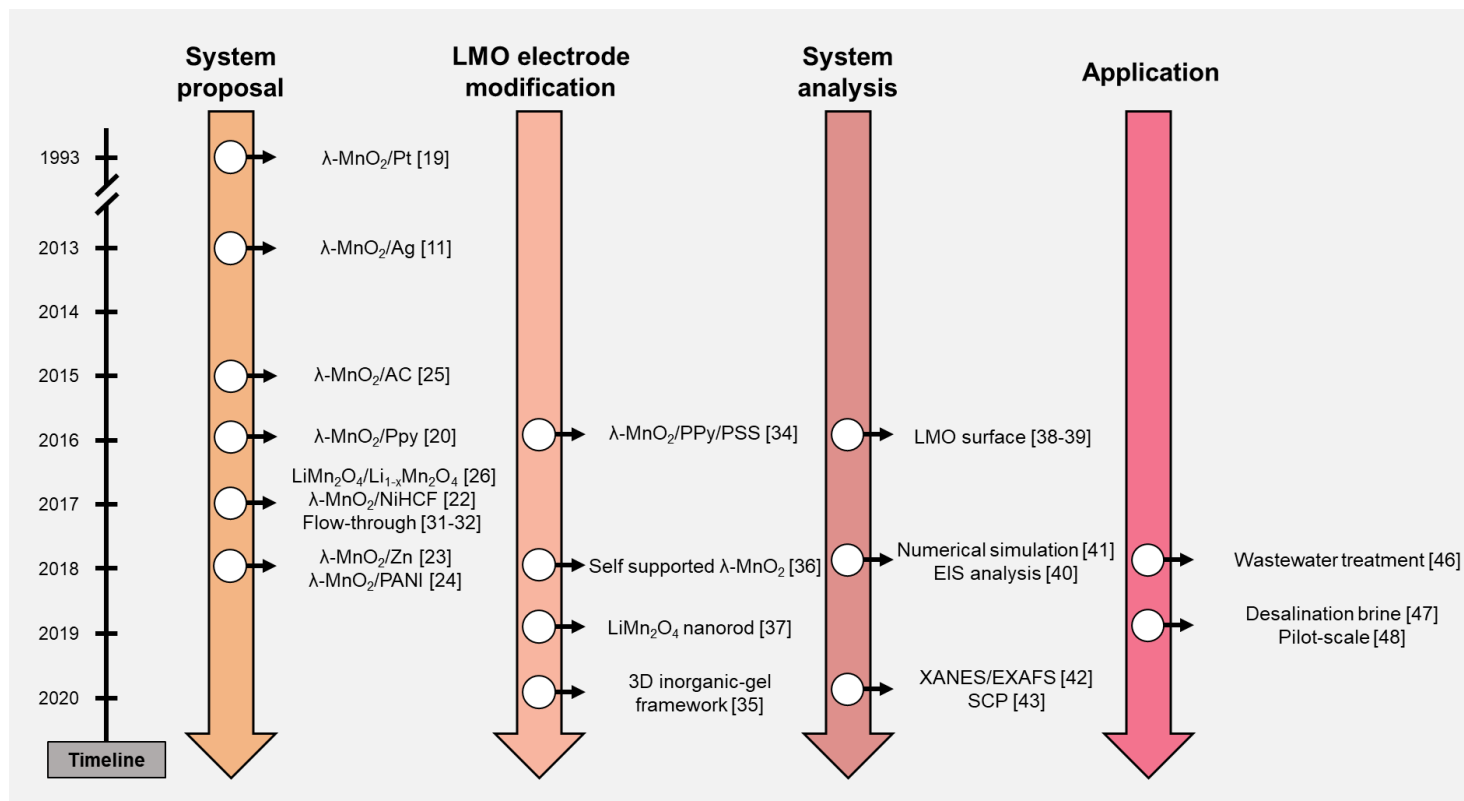 System
proposal
LMO electrode
modification
System
analysis
Application
1993
λ-MnO₂/Pt [19]
2013
λ-MnO₂/Ag [11]
2014
2015
λ-MnO₂/AC [25]
2016
λ-MnO₂/Ppy [20]
λ-MnO₂/PPy/PSS [34]
LMO surface [38-39]
2017
LiMn₂O₄/Li₁₋ₓMn₂O₄ [26]
λ-MnO₂/NiHCF [22]
Flow-through [31-32]
2018
λ-MnO₂/Zn [23]
λ-MnO₂/PANI [24]
Self supported λ-MnO₂ [36]
Numerical simulation [41]
EIS analysis [40]
Wastewater treatment [46]
2019
LiMn₂O₄ nanorod [37]
Desalination brine [47]
Pilot-scale [48]
2020
3D inorganic-gel
framework [35]
XANES/EXAFS [42]
SCP [43]
Timeline